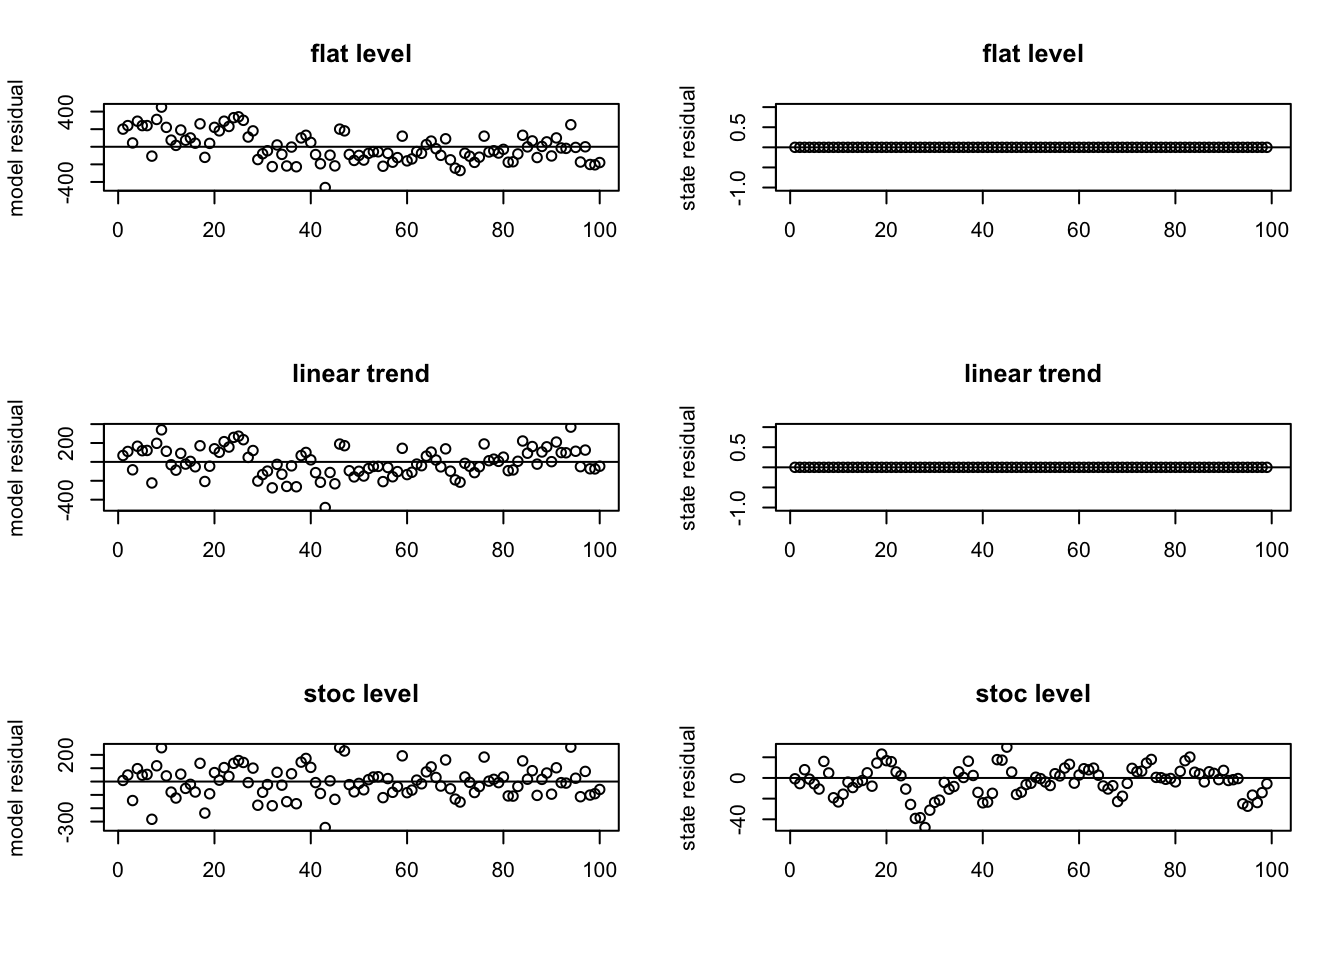 flat level
model residual
400
-400
0 20 40 60 80 100
flat level
state residual
0.5
-1.0
0 20 40 60 80 100
linear trend
model residual
200
-400
0 20 40 60 80 100
linear trend
state residual
0.5
-1.0
0 20 40 60 80 100
stoc level
model residual
200
-300
0 20 40 60 80 100
stoc level
state residual
0
-40
0 20 40 60 80 100